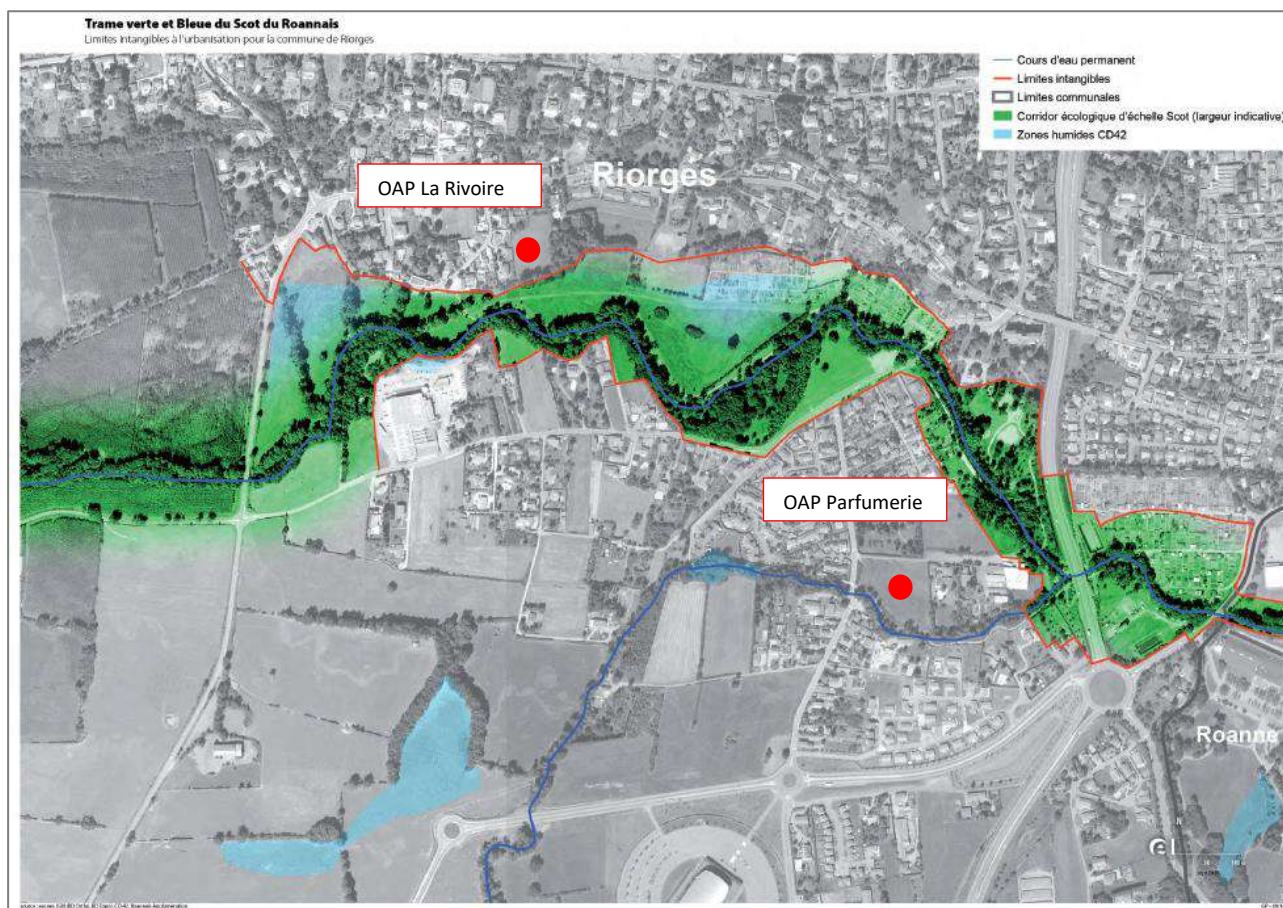 Trame verte et Bleue du Scot du Roannais
Limites intangibles à l'urbanisation pour la commune de Riorges
Cours d'eau permanent
Limites intangibles
Limites communales
Corridor écologique d'échelle Scot (largeur indicative)
Zones humides CD42
OAP La Rivoire
Riorges
OAP Parfumerie
Roanne
N